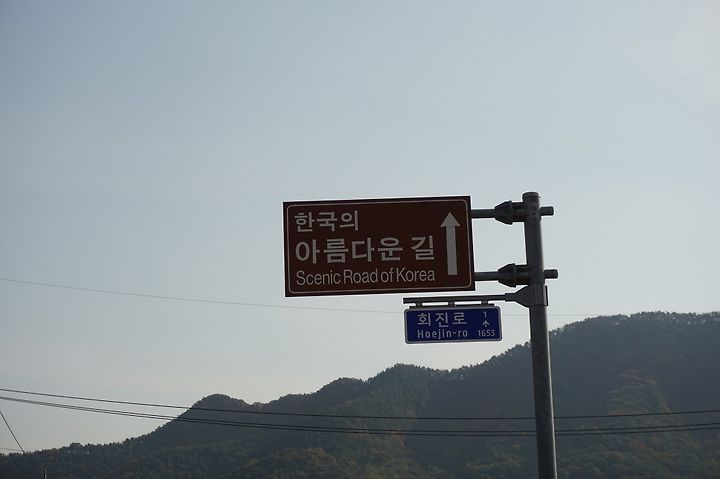 한국의
아름다운 길
Scenic Road of Korea
회진로
Hoejin-ro
1
1653